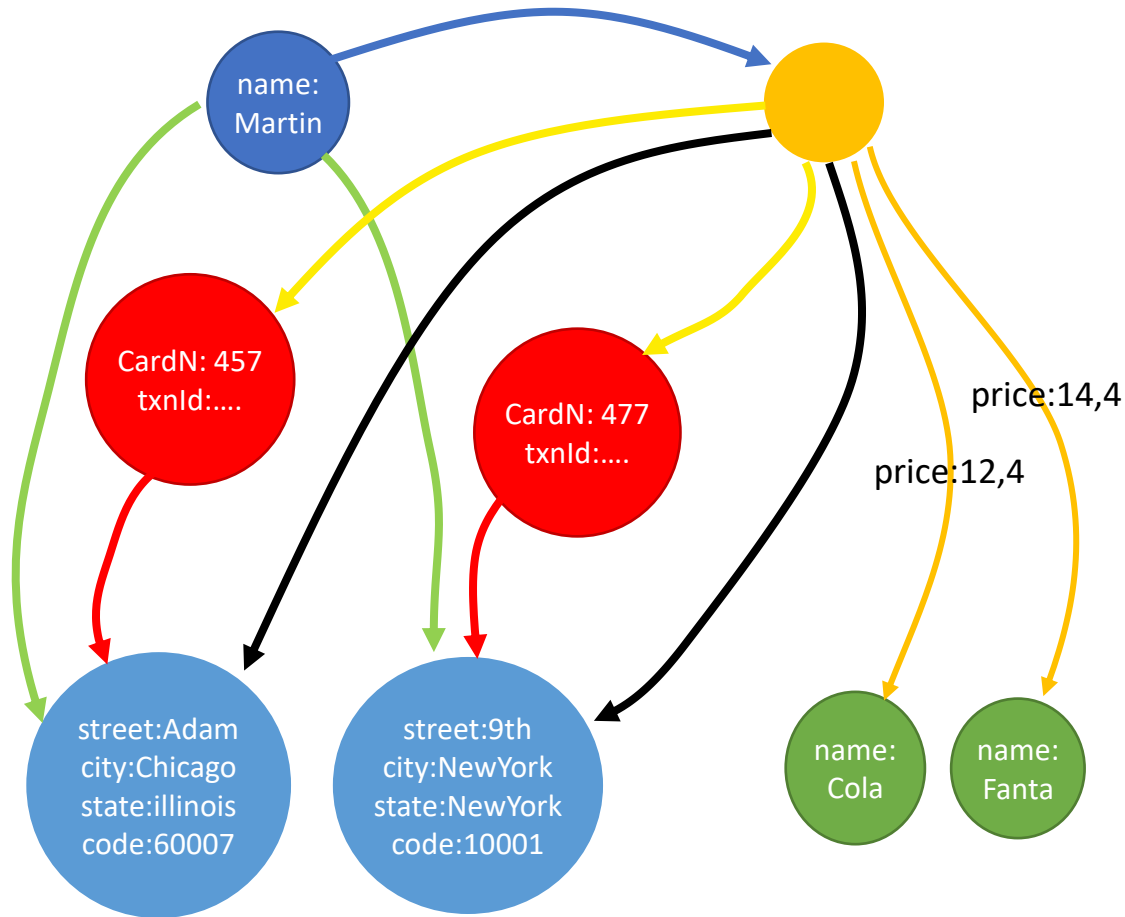 name:
Martin
CardN: 457
txnId:....
CardN: 477
txnId:....
price:14,4
price:12,4
street:Adam
city:Chicago
state:illinois
code:60007
street:9th
city:NewYork
state:NewYork
code:10001
name:
Cola
name:
Fanta